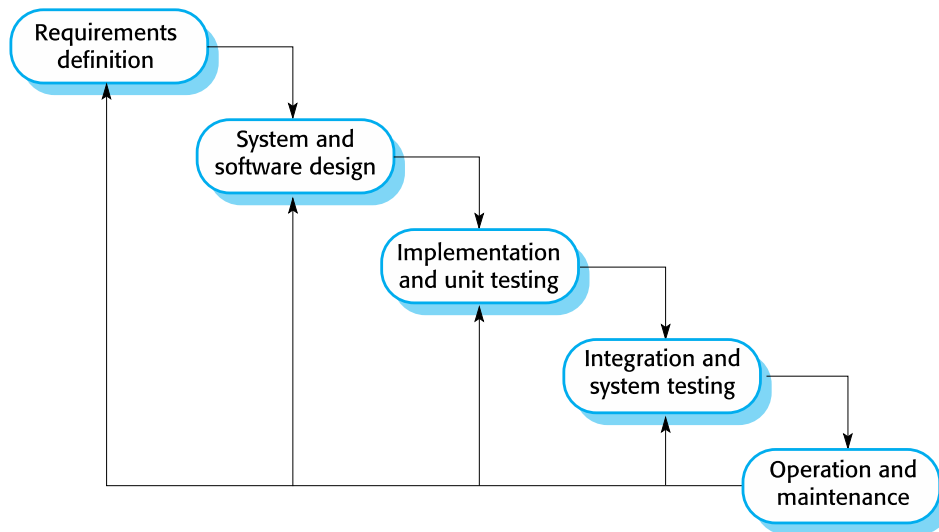 Requirements
definition
System and
software design
Implementation
and unit testing
Integration and
system testing
Operation and
maintenance